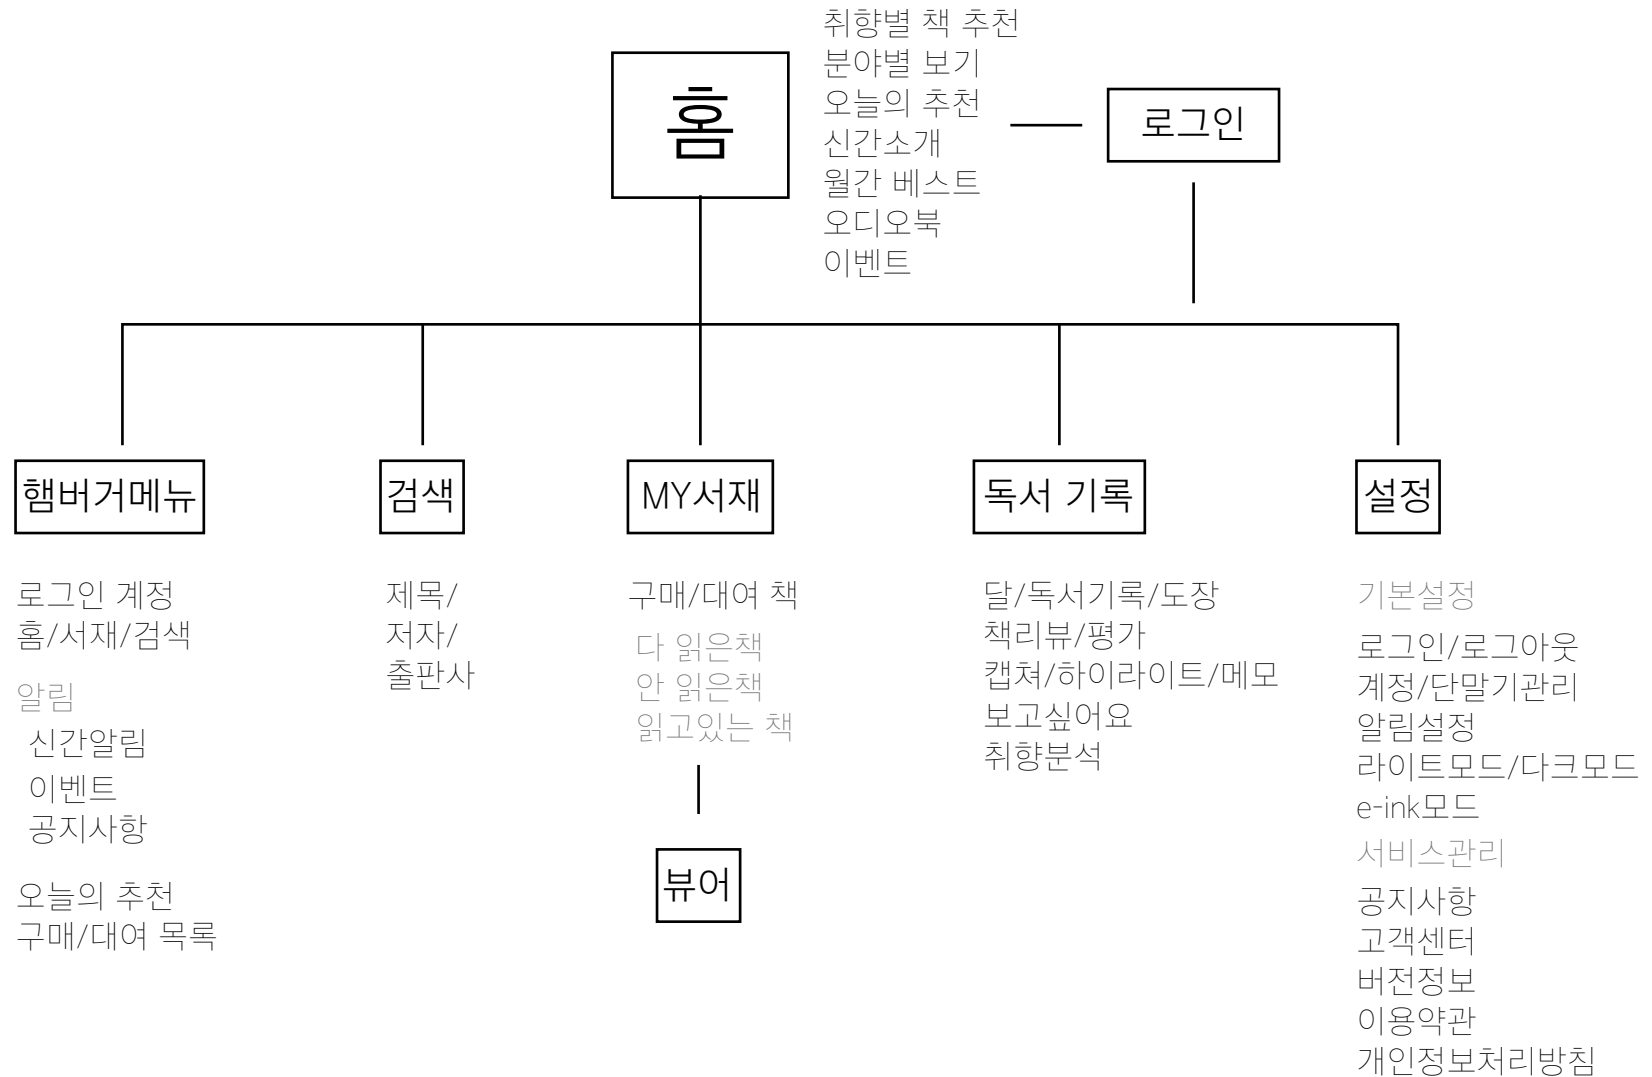 홈
취향별 책 추천
분야별 보기
오늘의 추천
신간소개
월간 베스트
오디오북
이벤트
로그인
햄버거메뉴
로그인 계정
홈/서재/검색
알림
신간알림
이벤트
공지사항
오늘의 추천
구매/대여 목록
검색
제목/
저자/
출판사
MY서재
구매/대여 책
다 읽은책
안 읽은책
읽고있는 책
뷰어
독서 기록
달/독서기록/도장
책리뷰/평가
캡쳐/하이라이트/메모
보고싶어요
취향분석
설정
기본설정
로그인/로그아웃
계정/단말기관리
알림설정
라이트모드/다크모드
e-ink모드
서비스관리
공지사항
고객센터
버전정보
이용약관
개인정보처리방침